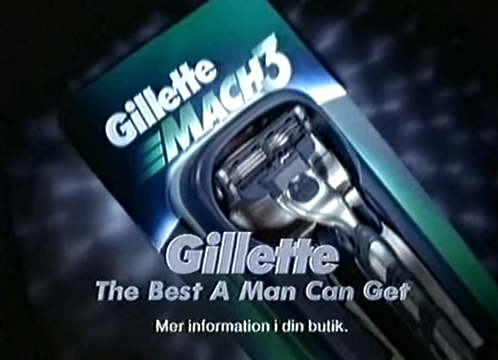 Gillette
MACH3
Gillette
The Best A Man Can Get
Mer information i din butik.